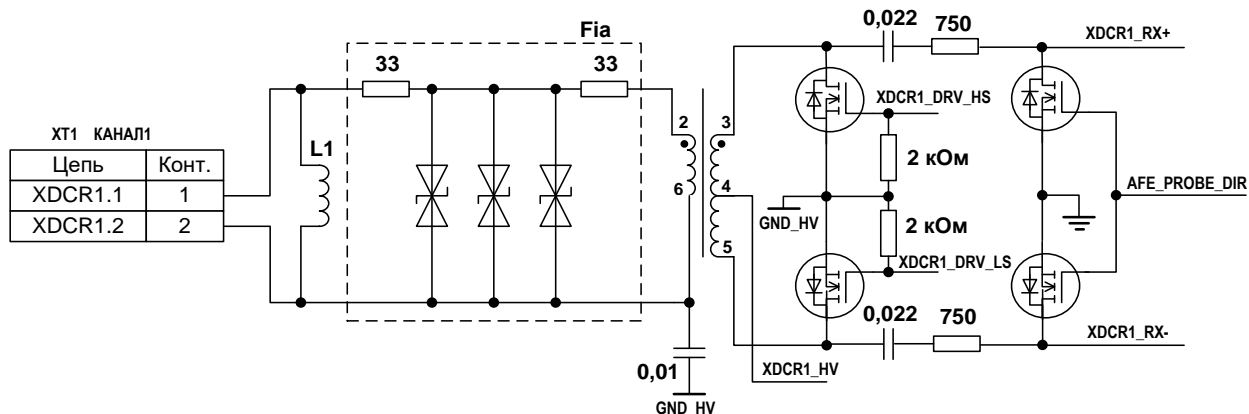 0,022
750
XDCR1_RX+
Fia
33
33
XDCR1_DRV_HS
XT1 КАНАЛ1
Цепь Конт.
XDCR1.1 1
XDCR1.2 2
L1
2
3
6
4
5
2 кОм
GND_HV
2 кОм
AFE_PROBE_DIR
XDCR1_DRV_LS
0,022
750
XDCR1_RX-
0,01
XDCR1_HV
GND_HV